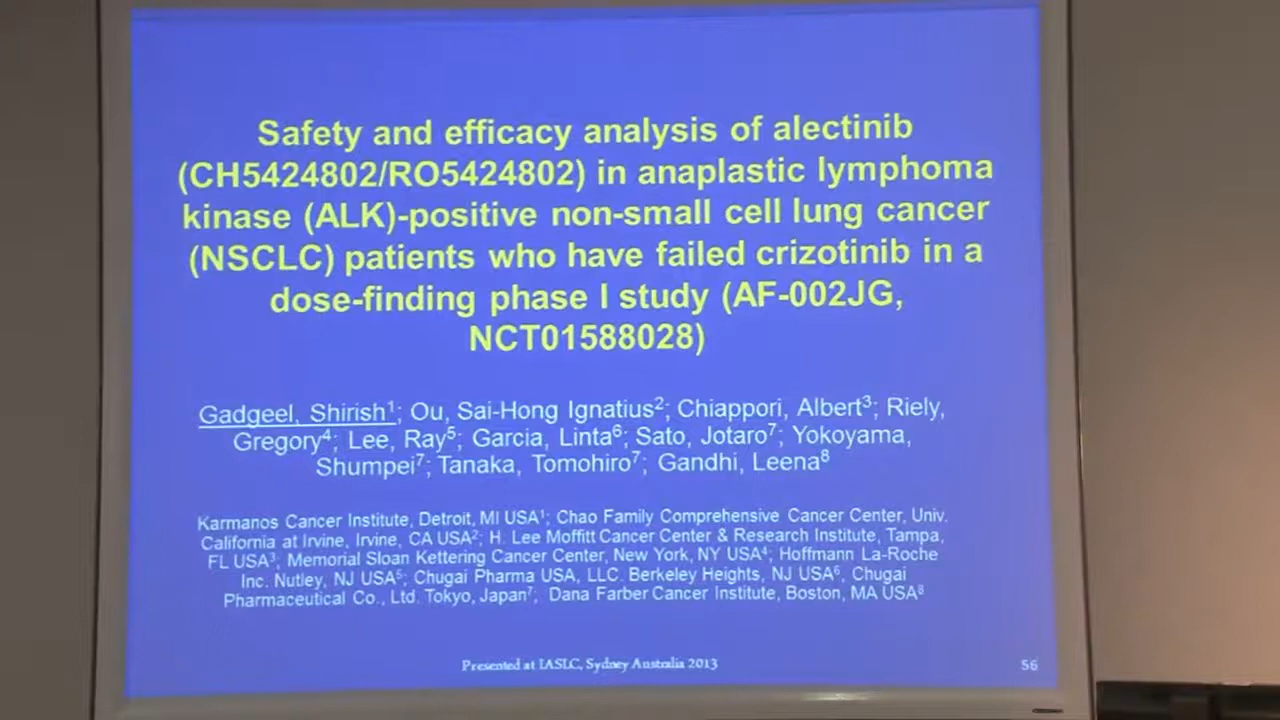 Safety and efficacy analysis of alectinib
(CH5424802/RO5424802) in anaplastic lymphoma
kinase (ALK)-positive non-small cell lung cancer
(NSCLC) patients who have failed crizotinib in a
dose-finding phase I study (AF-002JG,
NCT01588028)
Gadgeel, Shirish¹; Ou, Sai-Hong Ignatius²; Chiappori, Albert³; Riely,
Gregory⁴; Lee, Ray⁵; Garcia, Linta⁶; Sato, Jotaro⁷; Yokoyama,
Shumpei⁷; Tanaka, Tomohiro⁷; Gandhi, Leena⁸
Karmanos Cancer Institute, Detroit, MI USA¹; Chao Family Comprehensive Cancer Center, Univ.
California at Irvine, Irvine, CA USA²; H. Lee Moffitt Cancer Center & Research Institute, Tampa,
FL USA³; Memorial Sloan Kettering Cancer Center, New York, NY USA⁴; Hoffmann La-Roche
Inc. Nutley, NJ USA⁵; Chugai Pharma USA, LLC. Berkeley Heights, NJ USA⁶, Chugai
Pharmaceutical Co., Ltd. Tokyo, Japan⁷; Dana Farber Cancer Institute, Boston, MA USA⁸
Presented at IASLC, Sydney Australia 2013
56